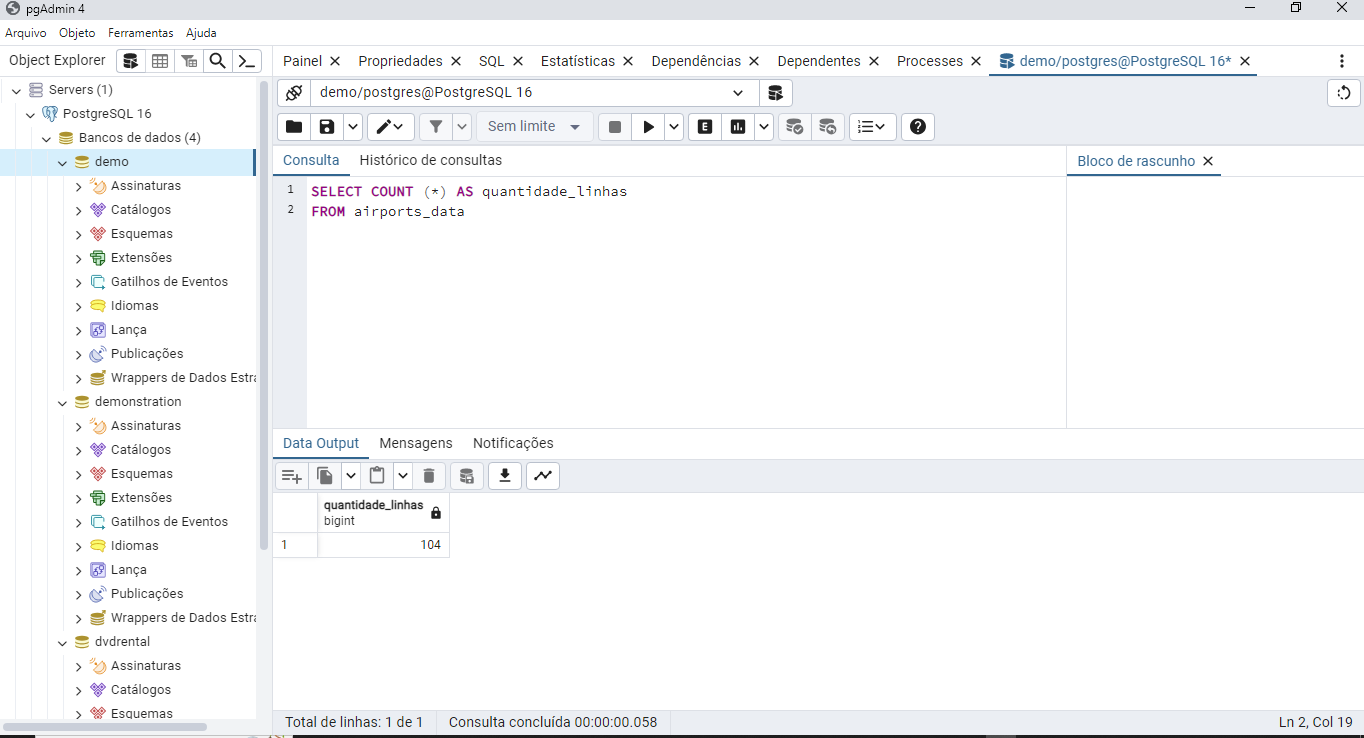 pgAdmin 4
Arquivo Objeto Ferramentas Ajuda
Object Explorer
Painel Propriedades SQL Estatísticas Dependências Dependentes Processes demo/postgres@PostgreSQL 16*
Servers (1)
PostgreSQL 16
Bancos de dados (4)
demo
Assinaturas
Catálogos
Esquemas
Extensões
Gatilhos de Eventos
Idiomas
Lança
Publicações
Wrappers de Dados Estra
demonstration
Assinaturas
Catálogos
Esquemas
Extensões
Gatilhos de Eventos
Idiomas
Lança
Publicações
Wrappers de Dados Estra
dvdrental
Assinaturas
Catálogos
Esquemas
demo/postgres@PostgreSQL 16
Sem limite
E
Consulta Histórico de consultas
Bloco de rascunho
1 SELECT COUNT (*) AS quantidade_linhas
2 FROM airports_data
Data Output Mensagens Notificações
quantidade_linhas
bigint
1 104
Total de linhas: 1 de 1 Consulta concluída 00:00:00.058 Ln 2, Col 19